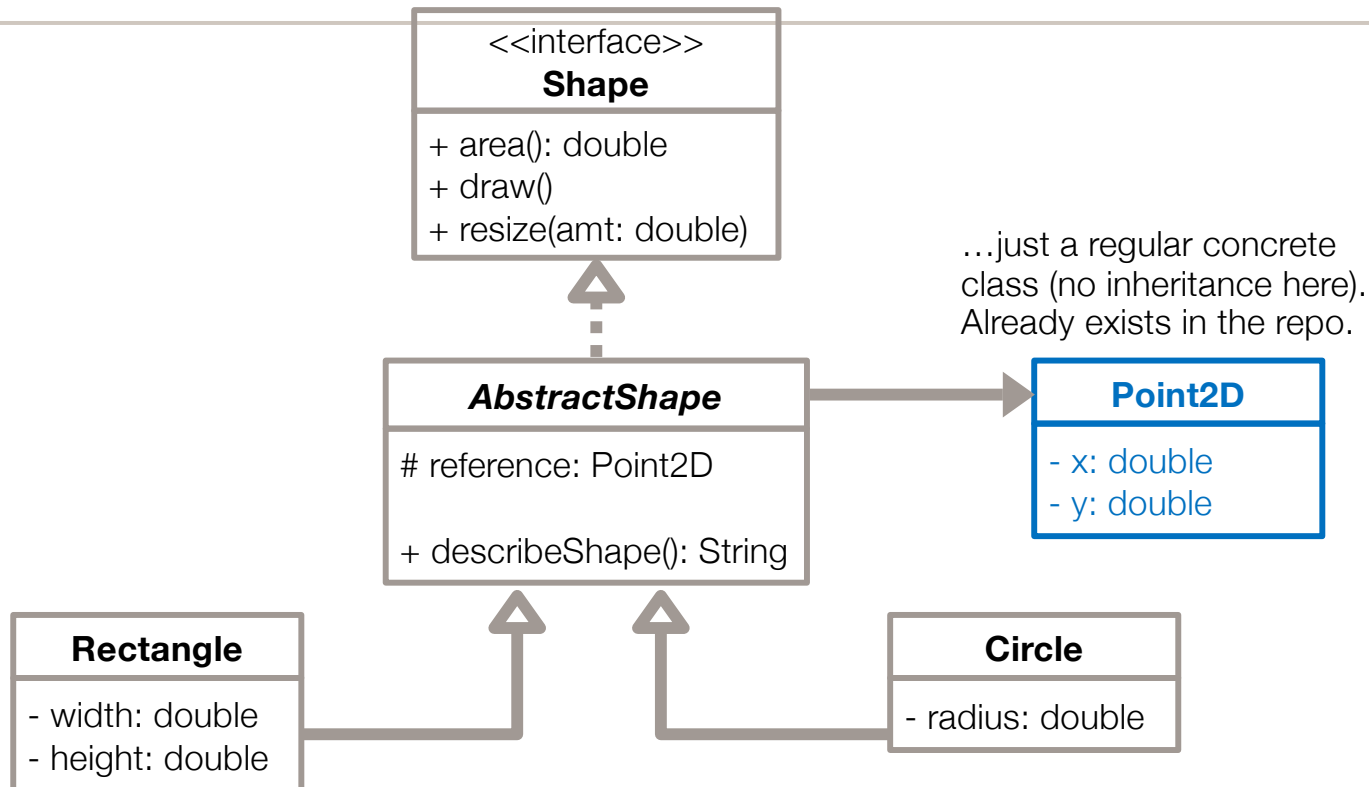 <<interface>>
Shape
+ area(): double
+ draw()
+ resize(amt: double)
…just a regular concrete
class (no inheritance here).
Already exists in the repo.
AbstractShape
# reference: Point2D
+ describeShape(): String
Point2D
- x: double
- y: double
Rectangle
- width: double
- height: double
Circle
- radius: double